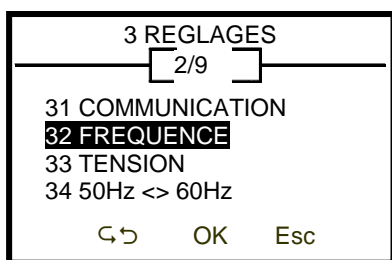 3 REGLAGES
2/9
31 COMMUNICATION
32 FREQUENCE
33 TENSION
34 50Hz <> 60Hz
OK Esc